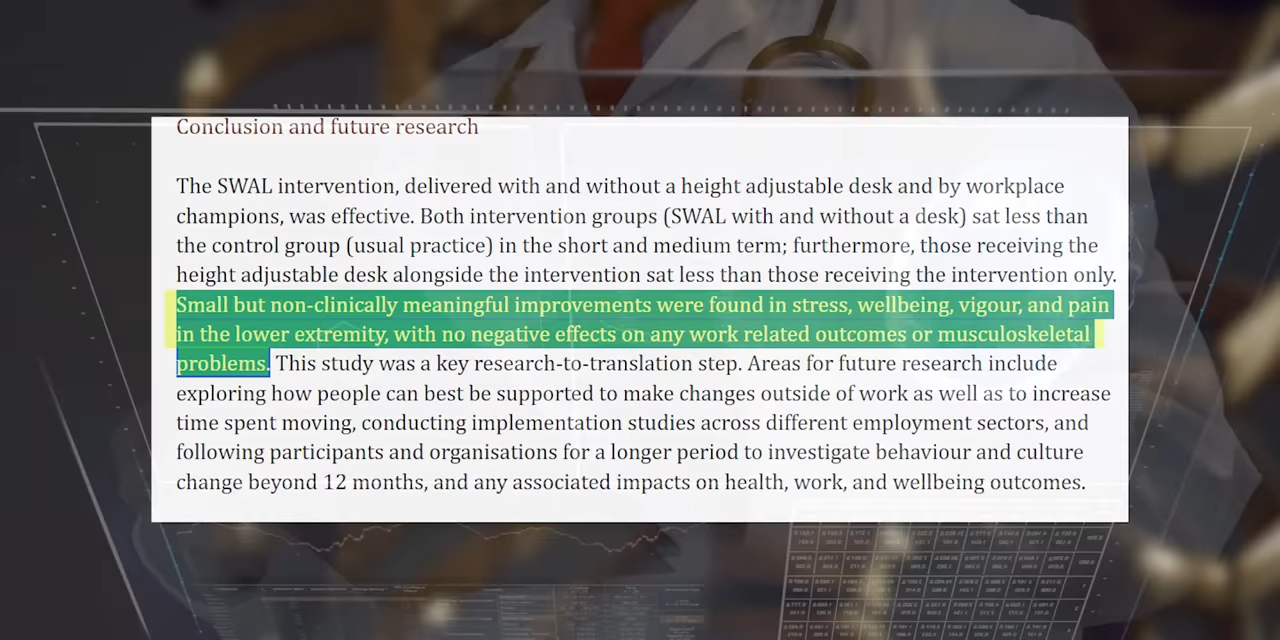 Conclusion and future research
The SWAL intervention, delivered with and without a height adjustable desk and by workplace
champions, was effective. Both intervention groups (SWAL with and without a desk) sat less than
the control group (usual practice) in the short and medium term; furthermore, those receiving the
height adjustable desk alongside the intervention sat less than those receiving the intervention only.
Small but non-clinically meaningful improvements were found in stress, wellbeing, vigour, and pain
in the lower extremity, with no negative effects on any work related outcomes or musculoskeletal
problems. This study was a key research-to-translation step. Areas for future research include
exploring how people can best be supported to make changes outside of work as well as to increase
time spent moving, conducting implementation studies across different employment sectors, and
following participants and organisations for a longer period to investigate behaviour and culture
change beyond 12 months, and any associated impacts on health, work, and wellbeing outcomes.